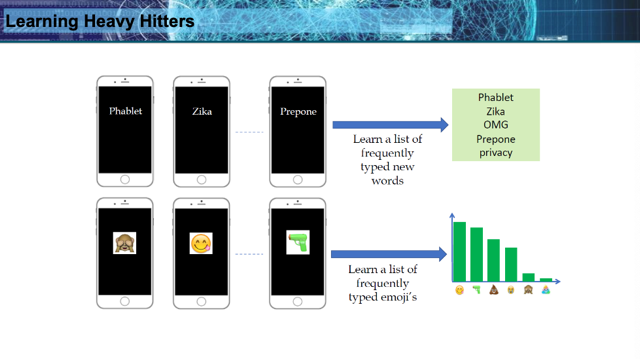 Learning Heavy Hitters
Phablet
Zika
Prepone
Learn a list of
frequently
typed new
words
Phablet
Zika
OMG
Prepone
privacy
Learn a list of
frequently
typed emoji's